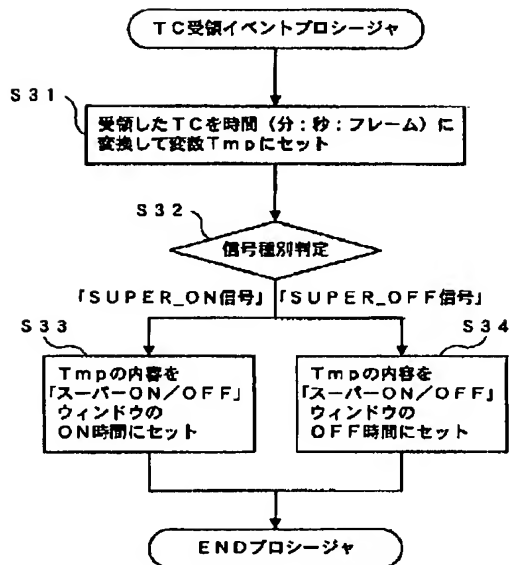 TC受領イベントプロシージャ
S31
受領したTCを時間(分:秒:フレーム)に
変換して変数Tmpにセット
S32
信号種別判定
「SUPER_ON信号」「SUPER_OFF信号」
S33
S34
Tmpの内容を
「スーパーON/OFF」
ウィンドウの
ON時間にセット
Tmpの内容を
「スーパーON/OFF」
ウィンドウの
OFF時間にセット
ENDプロシージャ